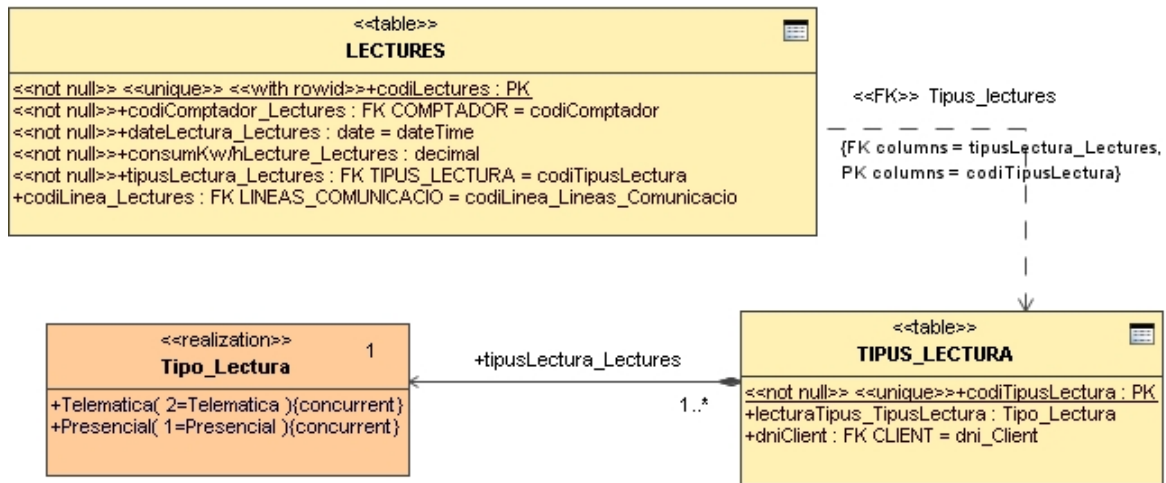 <<table>>
LECTURES
<<not null>> <<unique>> <<with rowid>>+codiLectures : PK
<<not null>>+codiComptador_Lectures : FK COMPTADOR = codiComptador
<<not null>>+dateLectura_Lectures : date = dateTime
<<not null>>+consumKw/hLecture_Lectures : decimal
<<not null>>+tipusLectura_Lectures : FK TIPUS_LECTURA = codiTipusLectura
+codiLinea_Lectures : FK LINEAS_COMUNICACIO = codiLinea_Lineas_Comunicacio
<<FK>> Tipus_lectures
{FK columns = tipusLectura_Lectures,
PK columns = codiTipusLectura}
<<realization>>
Tipo_Lectura
1
+Telematica( 2=Telematica ){concurrent}
+Presencial( 1=Presencial ){concurrent}
+tipusLectura_Lectures
1..*
<<table>>
TIPUS_LECTURA
<<not null>> <<unique>>+codiTipusLectura : PK
+lecturaTipus_TipusLectura : Tipo_Lectura
+dniClient : FK CLIENT = dni_Client